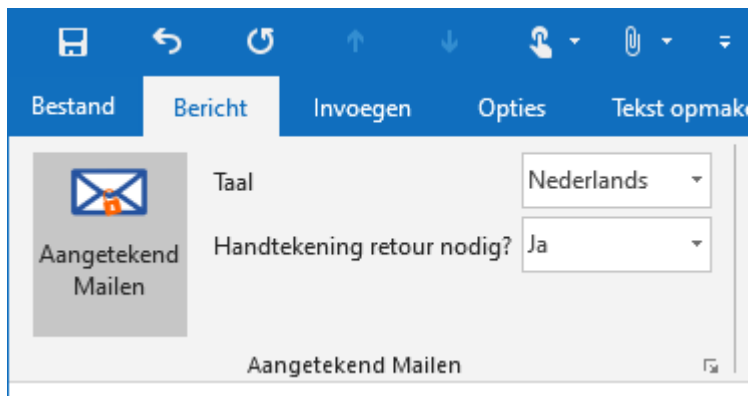 Bestand Bericht Invoegen Opties Tekst opmake
Taal Nederlands
Aangetekend Mailen Handtekening retour nodig? Ja
Aangetekend Mailen